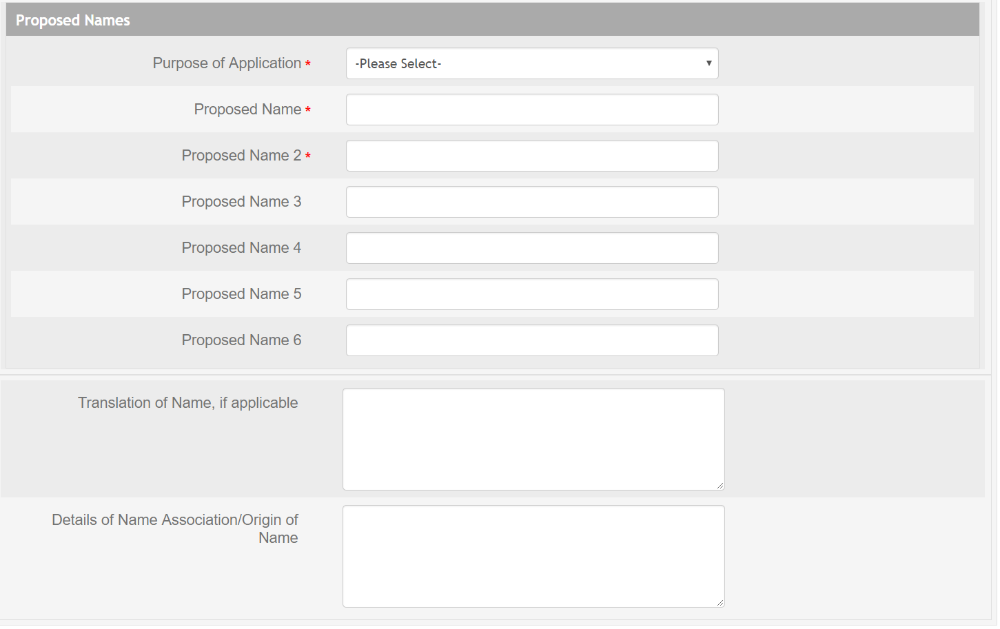 Proposed Names
Purpose of Application *
-Please Select-
Proposed Name *
Proposed Name 2 *
Proposed Name 3
Proposed Name 4
Proposed Name 5
Proposed Name 6
Translation of Name, if applicable
Details of Name Association/Origin of
Name